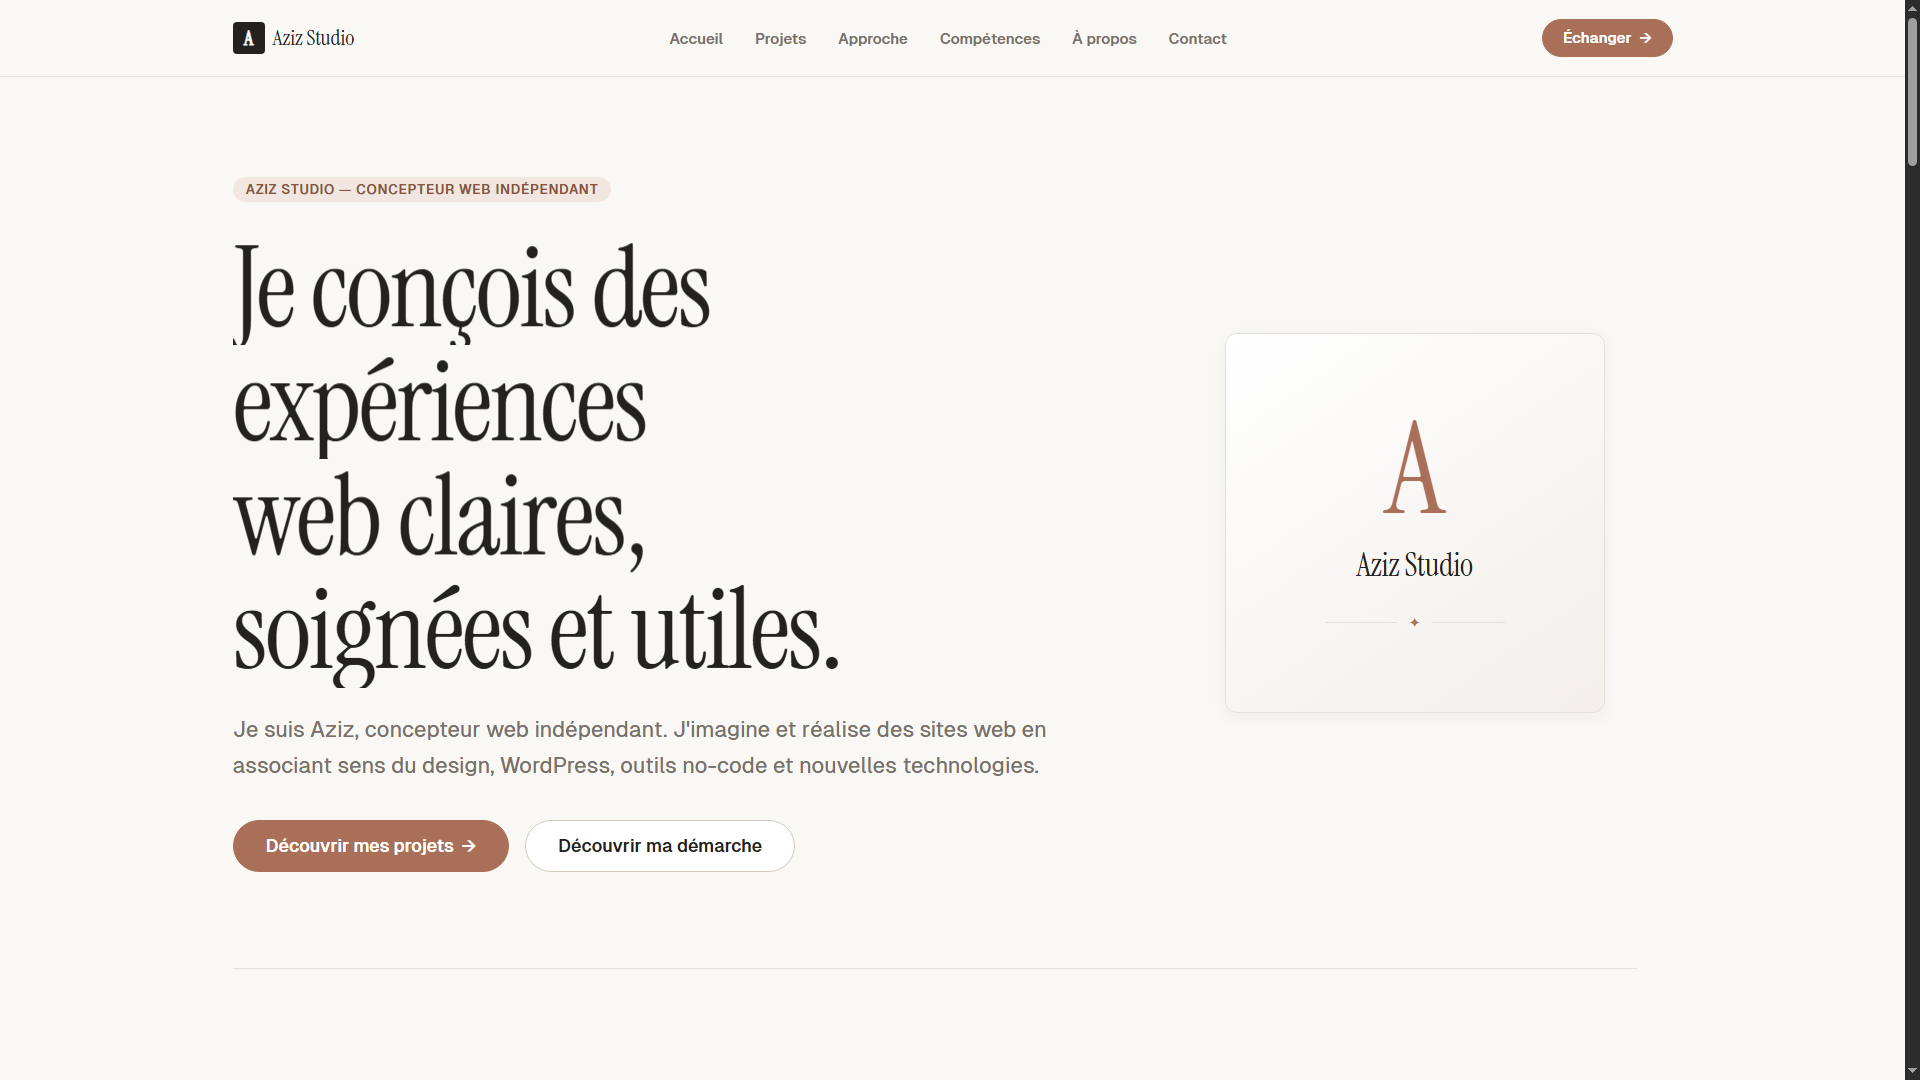 A Aziz Studio
Accueil Projets Approche Compétences À propos Contact
Échanger →
AZIZ STUDIO — CONCEPTEUR WEB INDÉPENDANT
Je conçois des
expériences
web claires,
soignées et utiles.
Je suis Aziz, concepteur web indépendant. J'imagine et réalise des sites web en
associant sens du design, WordPress, outils no-code et nouvelles technologies.
Découvrir mes projets →
Découvrir ma démarche
A
Aziz Studio